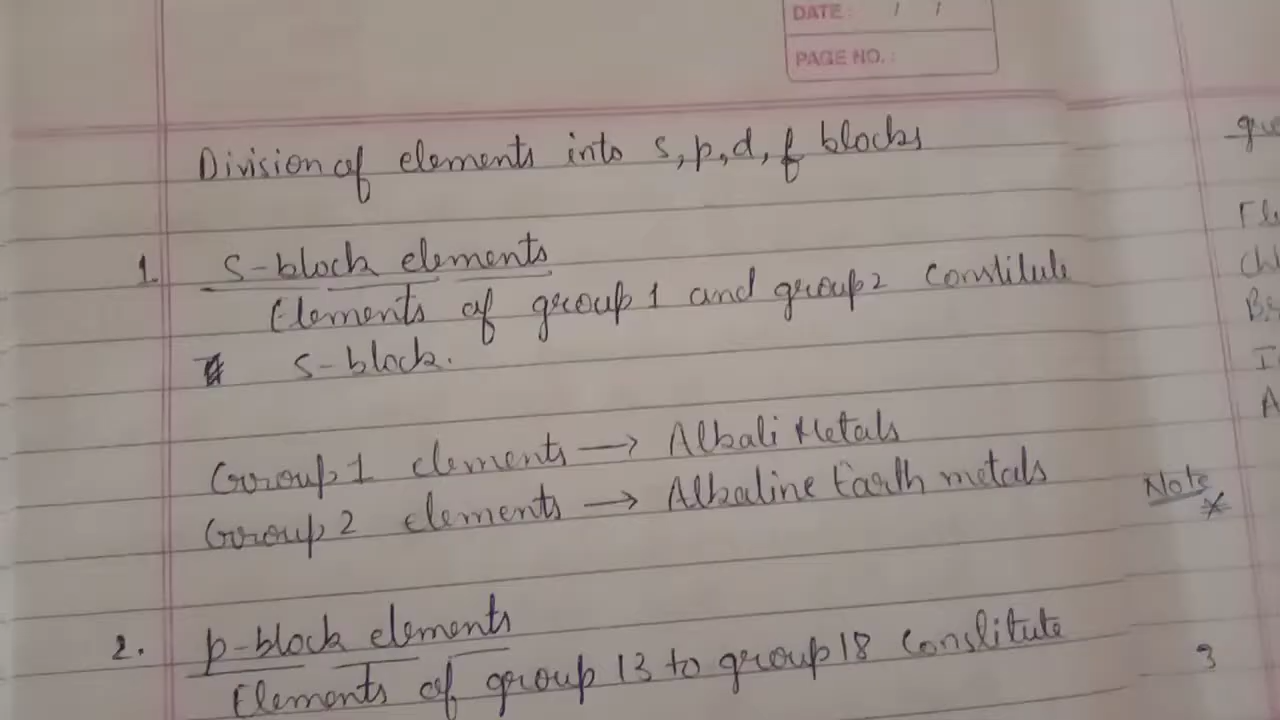 DATE: / /
PAGE NO.:
Division of elements into s, p, d, f blocks
1. S-block elements
Elements of group 1 and group 2 constitute
s-block.
Group 1 elements → Alkali Metals
Group 2 elements → Alkaline Earth metals
2. p-block elements
Elements of group 13 to group 18 constitute
Note
*
3